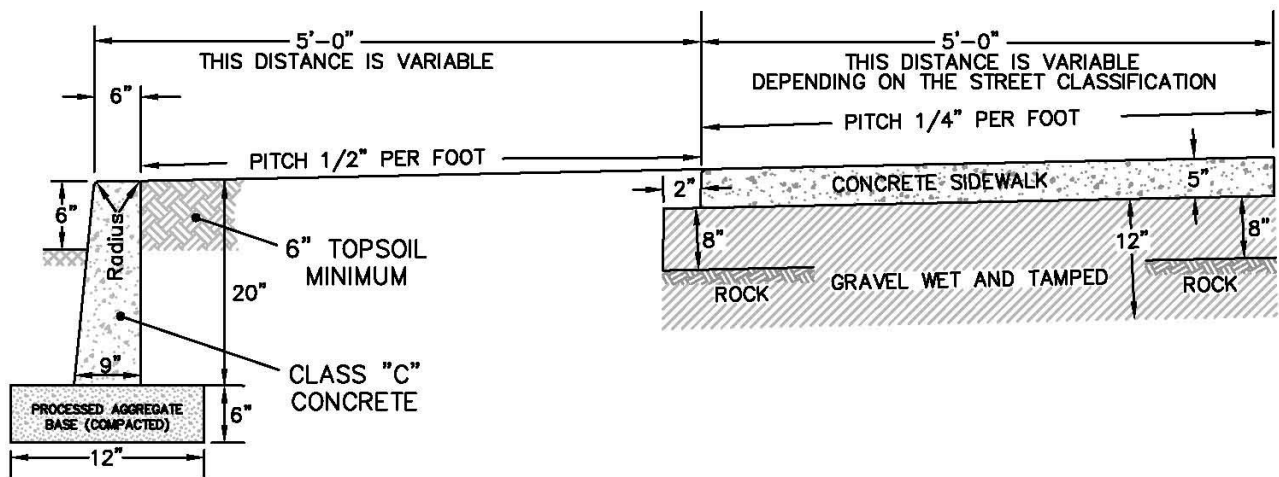 5'-0"
THIS DISTANCE IS VARIABLE
5'-0"
THIS DISTANCE IS VARIABLE
DEPENDING ON THE STREET CLASSIFICATION
6"
PITCH 1/2" PER FOOT
PITCH 1/4" PER FOOT
6"
Radius
2"
CONCRETE SIDEWALK
5"
6" TOPSOIL
MINIMUM
8"
12"
8"
20"
ROCK
GRAVEL WET AND TAMPED
ROCK
9"
CLASS "C"
CONCRETE
PROCESSED AGGREGATE
BASE (COMPACTED)
6"
12"